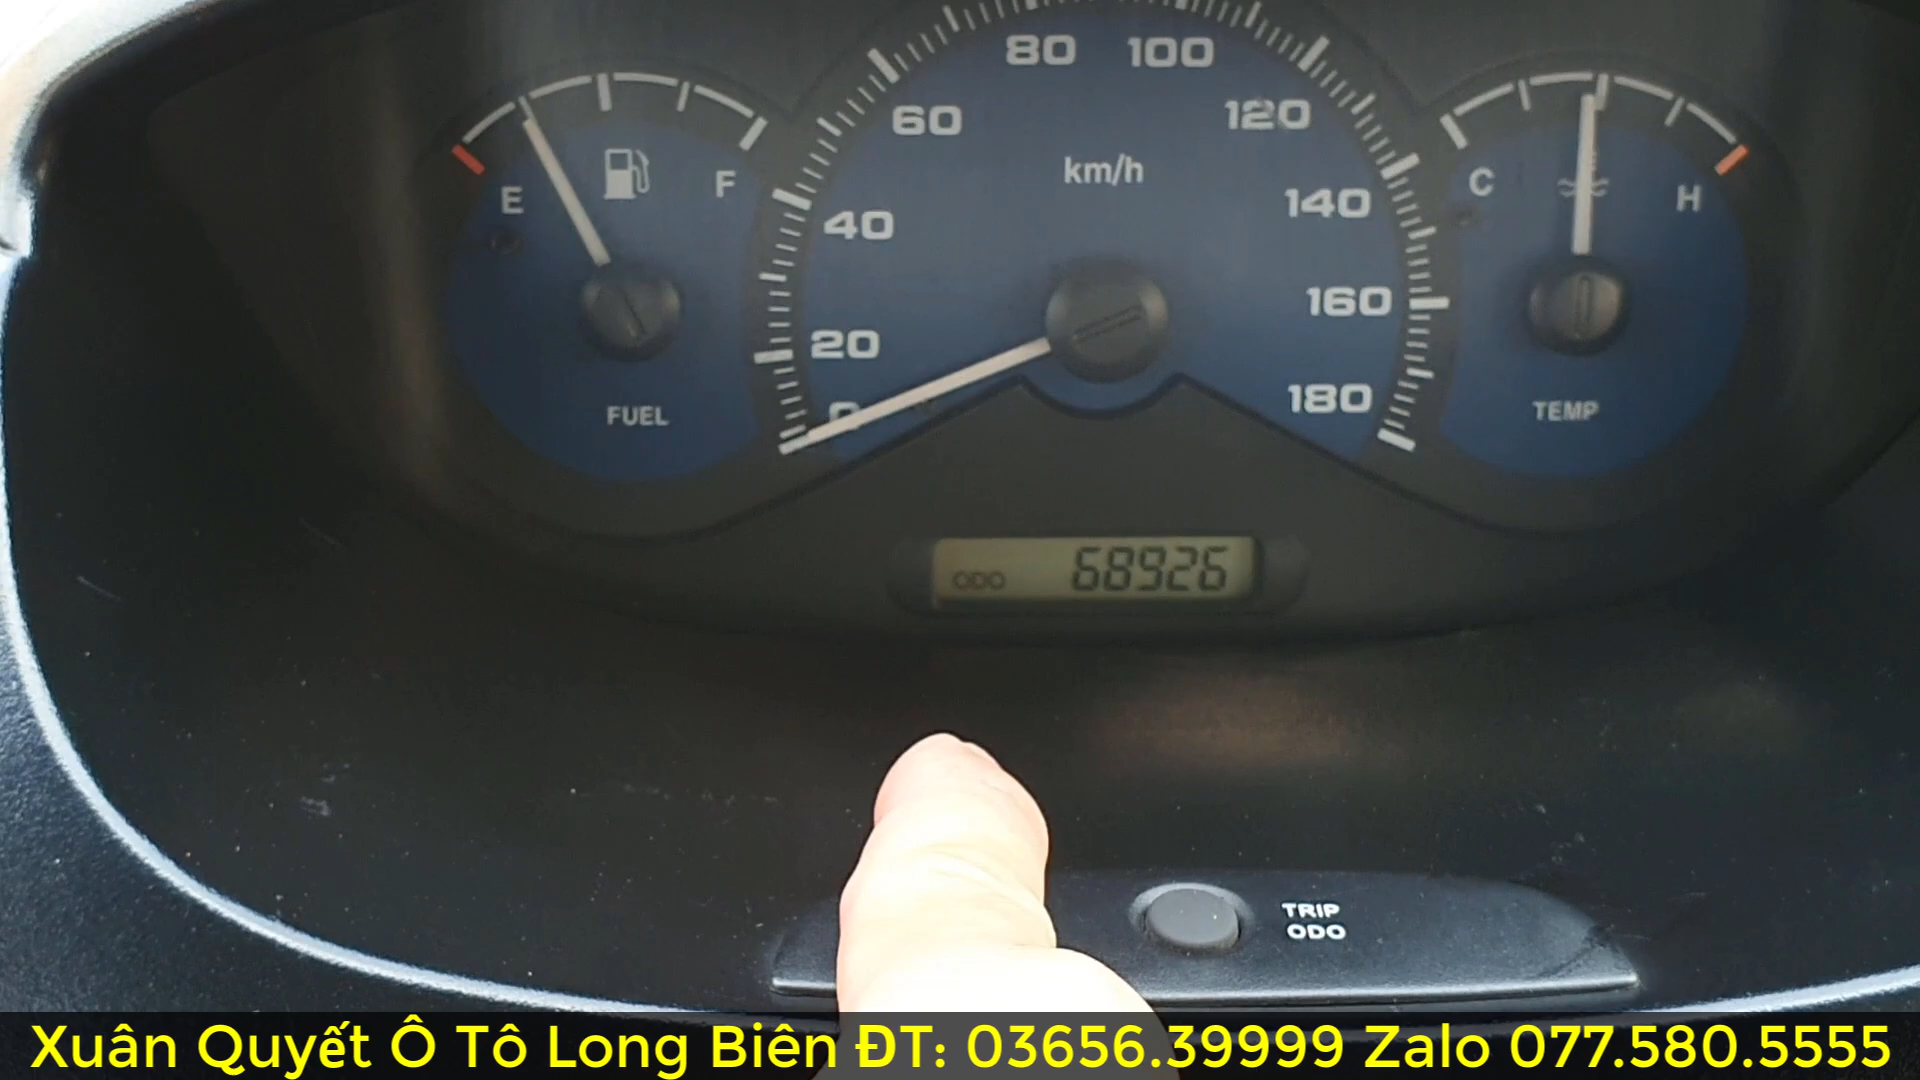 80 100
60 120
km/h
E F
40 140
C H
160
20
180
0
FUEL
TEMP
ODO 68926
TRIP
ODO
Xuân Quyết Ô Tô Long Biên ĐT: 03656.39999 Zalo 077.580.5555